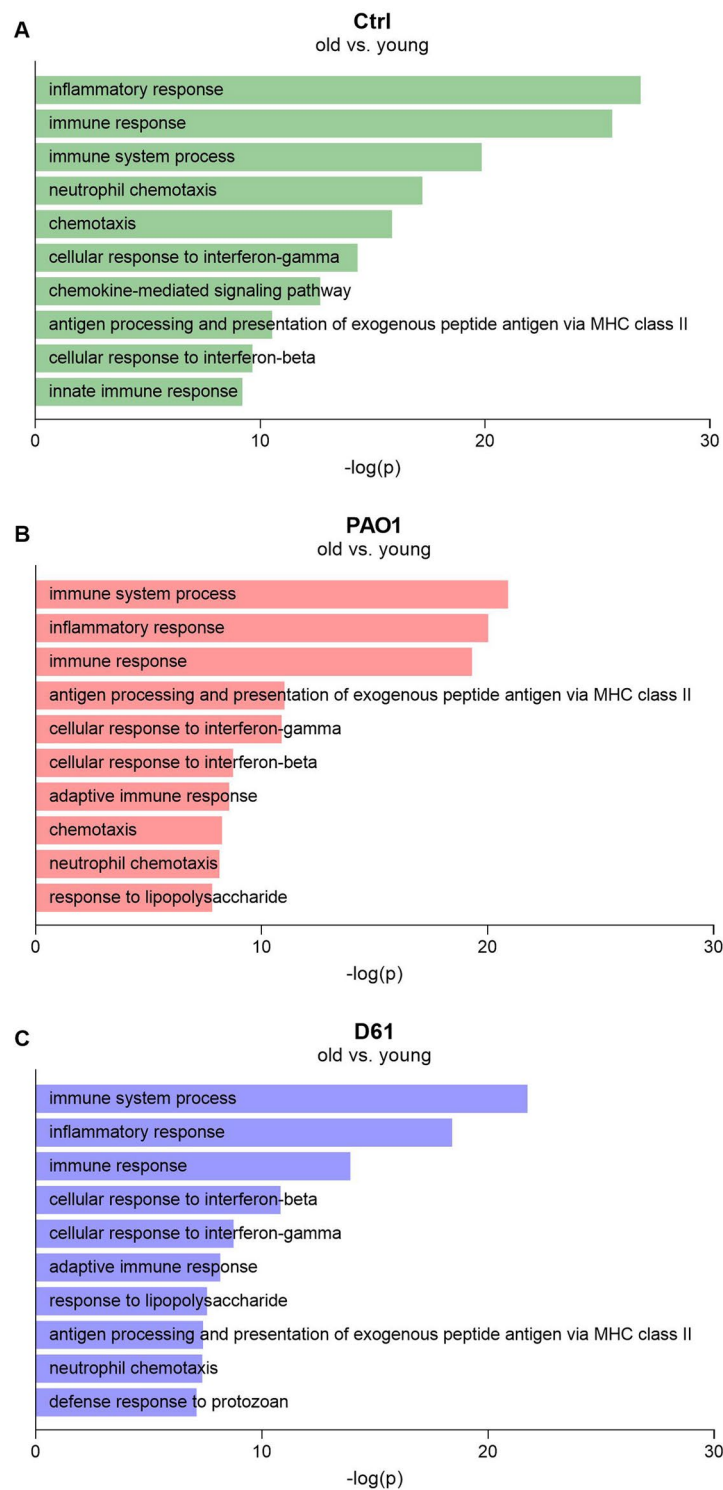 A
Ctrl
old vs. young
inflammatory response
immune response
immune system process
neutrophil chemotaxis
chemotaxis
cellular response to interferon-gamma
chemokine-mediated signaling pathway
antigen processing and presentation of exogenous peptide antigen via MHC class II
cellular response to interferon-beta
innate immune response
0 10 20 30
-log(p)
B
PAO1
old vs. young
immune system process
inflammatory response
immune response
antigen processing and presentation of exogenous peptide antigen via MHC class II
cellular response to interferon-gamma
cellular response to interferon-beta
adaptive immune response
chemotaxis
neutrophil chemotaxis
response to lipopolysaccharide
0 10 20 30
-log(p)
C
D61
old vs. young
immune system process
inflammatory response
immune response
cellular response to interferon-beta
cellular response to interferon-gamma
adaptive immune response
response to lipopolysaccharide
antigen processing and presentation of exogenous peptide antigen via MHC class II
neutrophil chemotaxis
defense response to protozoan
0 10 20 30
-log(p)